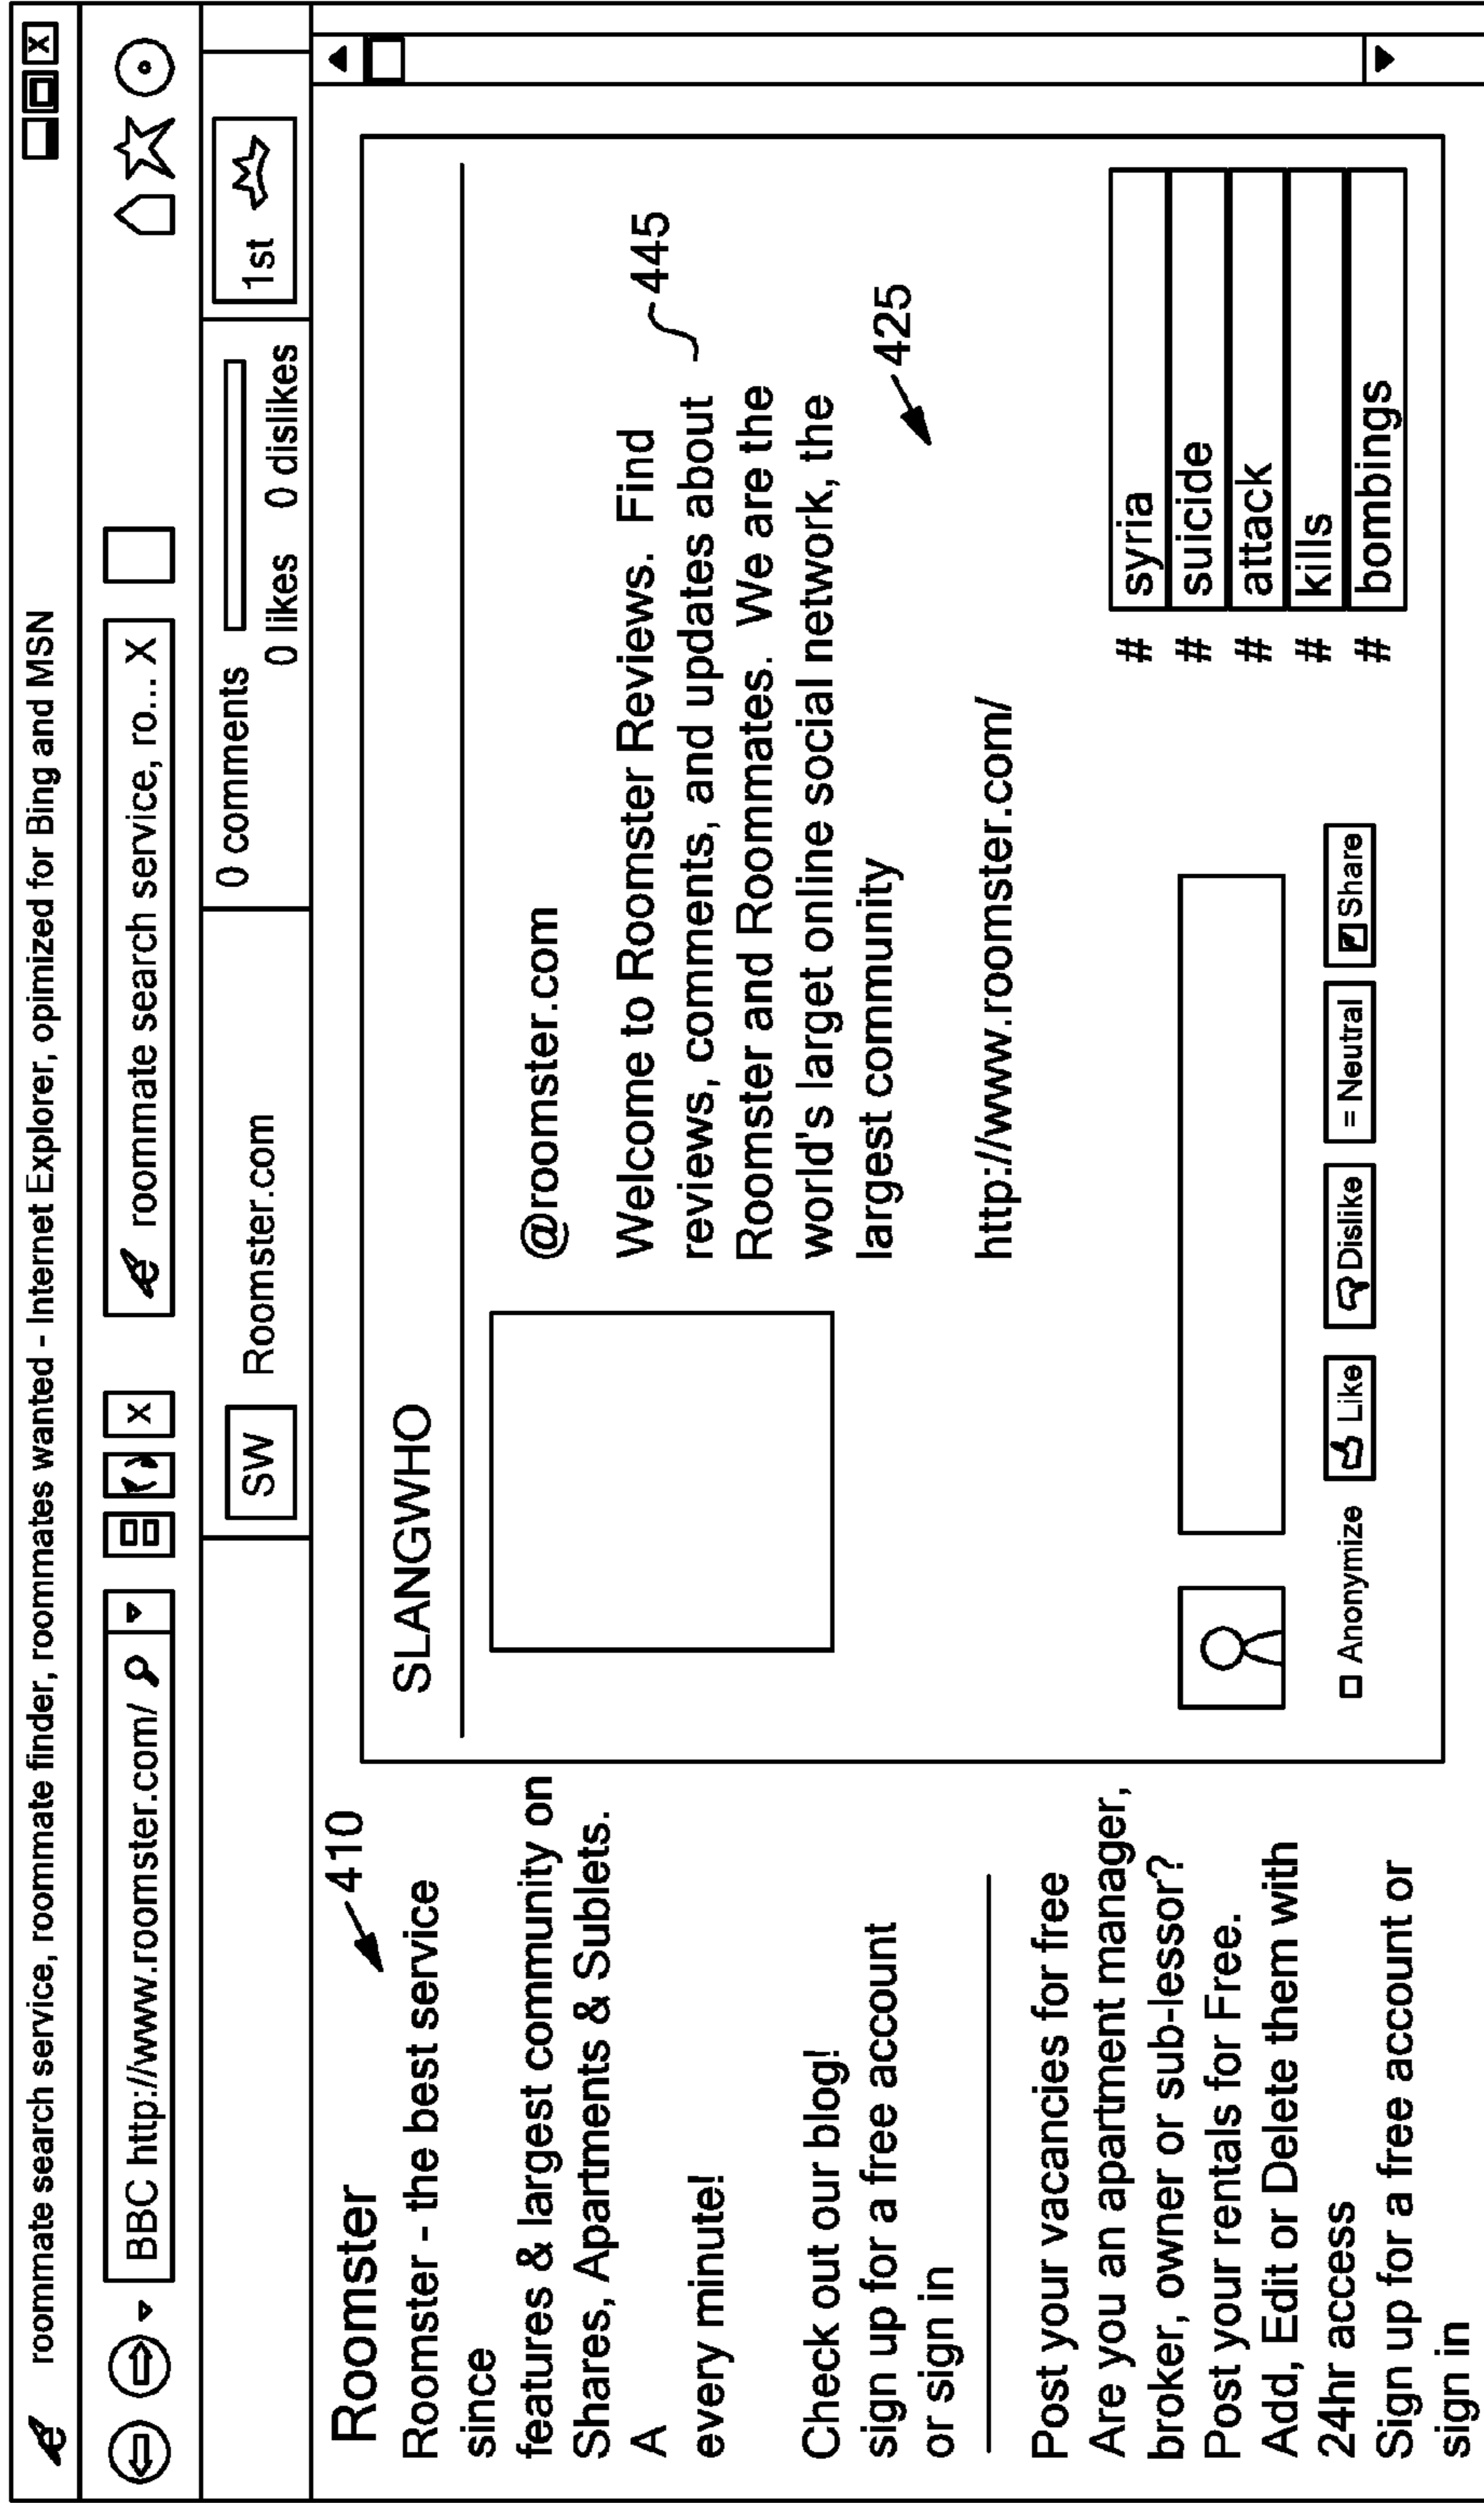 roommate search service, roommate finder, roommates wanted - Internet Explorer, opimized for Bing and MSN
X
BBC http://www.roomster.com/
X
roommate search service, ro... X
SW
Roomster.com
0 comments
0 likes 0 dislikes
1st
Roomster
410
Roomster - the best service
since
features & largest community on
Shares, Apartments & Sublets.
A
every minute!
Check out our blog!
sign up for a free account
or sign in
Post your vacancies for free
Are you an apartment manager,
broker, owner or sub-lessor?
Post your rentals for Free.
Add, Edit or Delete them with
24hr access
Sign up for a free account or
sign in
SLANGWHO
@roomster.com
Welcome to Roomster Reviews. Find
reviews, comments, and updates about
Roomster and Roommates. We are the
world's larget online social network, the
largest community
http://www.roomster.com/
445
425
# syria
# suicide
# attack
# kills
# bombings
Anonymize
Like
Dislike
= Neutral
Share